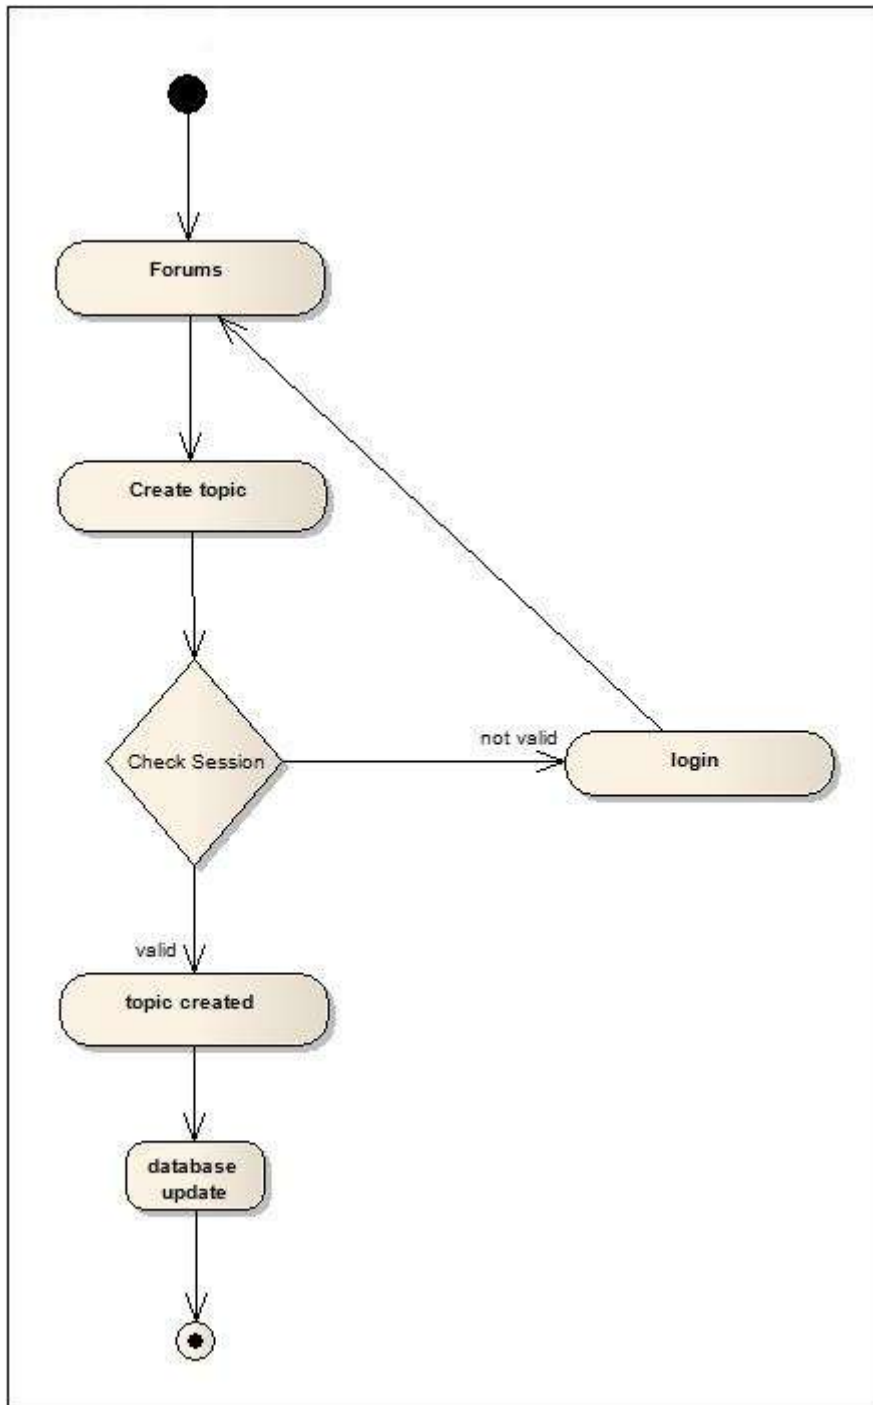 Forums
Create topic
Check Session
not valid
login
valid
topic created
database
update